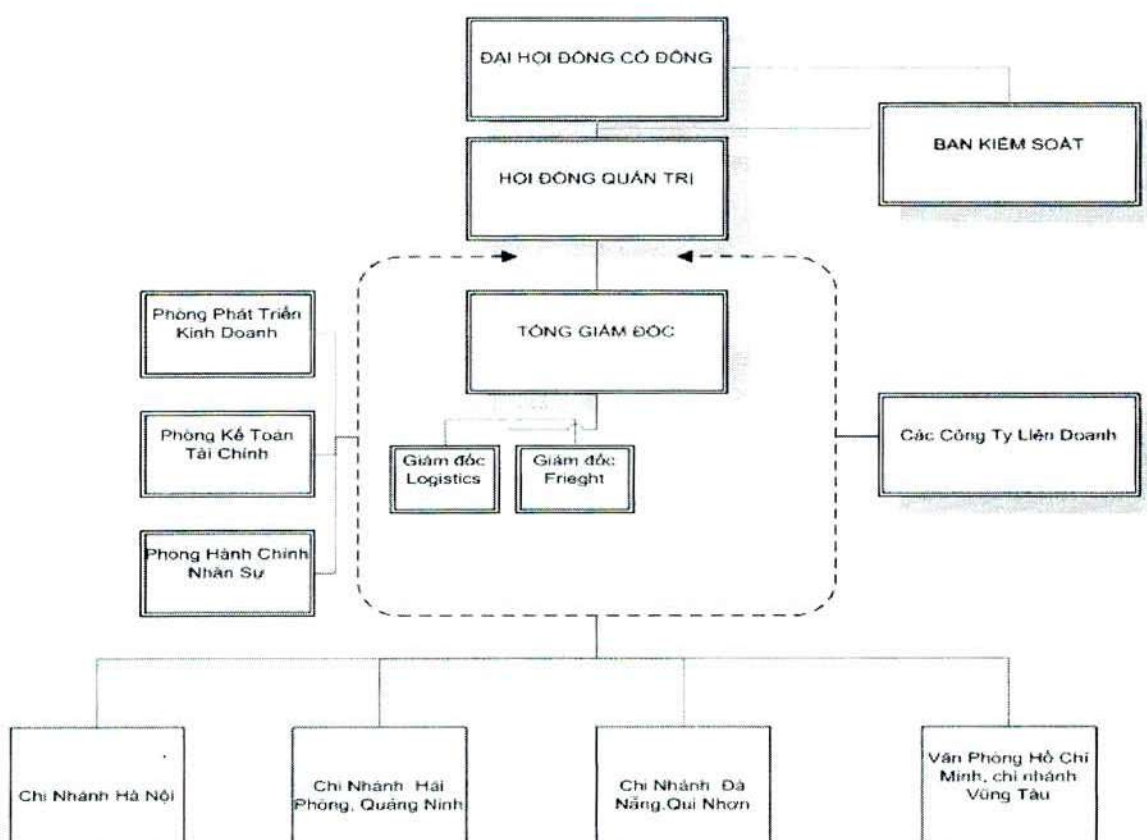 ĐẠI HỘI ĐỒNG CỔ ĐÔNG
BAN KIỂM SOÁT
HỘI ĐỒNG QUẢN TRỊ
Phòng Phát Triển
Kinh Doanh
TỔNG GIÁM ĐỐC
Phòng Kế Toán
Tài Chính
Các Công Ty Liên Doanh
Giám đốc
Logistics
Giám đốc
Frieght
Phòng Hành Chính
Nhân Sự
Chi Nhánh Hà Nội
Chi Nhánh Hải
Phòng, Quảng Ninh
Chi Nhánh Đà
Nẵng.Qui Nhơn
Văn Phòng Hồ Chí
Minh, chi nhánh
Vũng Tàu